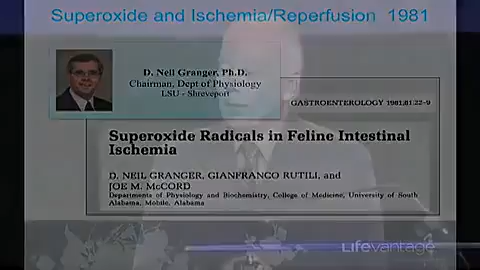 Superoxide and Ischemia/Reperfusion 1981
D. Neil Granger, Ph.D.
Chairman, Dept of Physiology
LSU - Shreveport
GASTROENTEROLOGY 1981;81:22-9
Superoxide Radicals in Feline Intestinal
Ischemia
D. NEIL GRANGER, GIANFRANCO RUTILI, and
JOE M. McCORD
Departments of Physiology and Biochemistry, College of Medicine, University of South
Alabama, Mobile, Alabama
Lifevantage